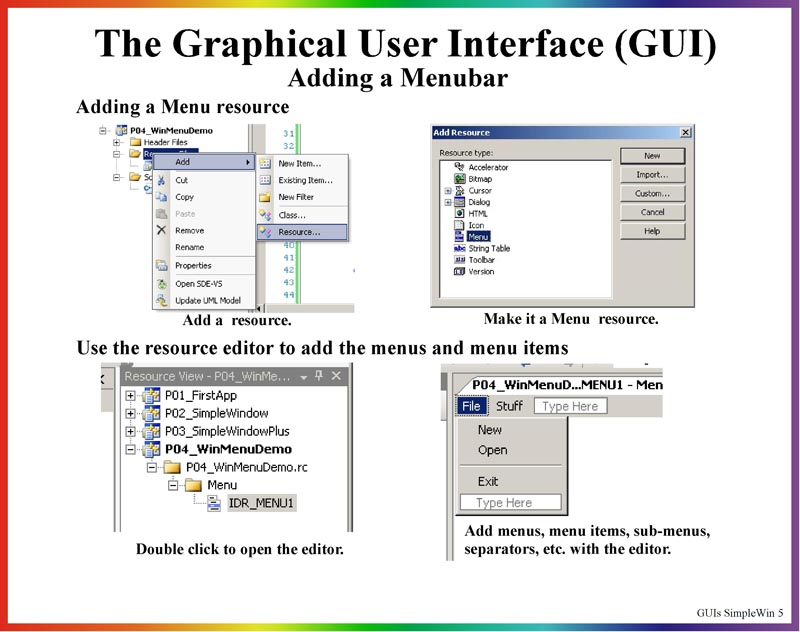 The Graphical User Interface (GUI)
Adding a Menubar
Adding a Menu resource
P04_WinMenuDemo
Header Files
Add
Cut
Copy
Paste
Remove
Rename
Properties
Open SDE-VS
Update UML Model
New Item...
Existing Item...
New Filter
Class...
Resource...
31
32
40
41
42
43
44
Add a resource.
Add Resource
Resource type:
Accelerator
Bitmap
Cursor
Dialog
HTML
Icon
Menu
String Table
Toolbar
Version
New
Import...
Custom...
Cancel
Help
Make it a Menu resource.
Use the resource editor to add the menus and menu items
Resource View - P04_WinMe...
P01_FirstApp
P02_SimpleWindow
P03_SimpleWindowPlus
P04_WinMenuDemo
P04_WinMenuDemo.rc
Menu
IDR_MENU1
Double click to open the editor.
P04_WinMenuD...MENU1 - Men
File Stuff Type Here
New
Open
Exit
Type Here
Add menus, menu items, sub-menus,
separators, etc. with the editor.
GUIs SimpleWin 5